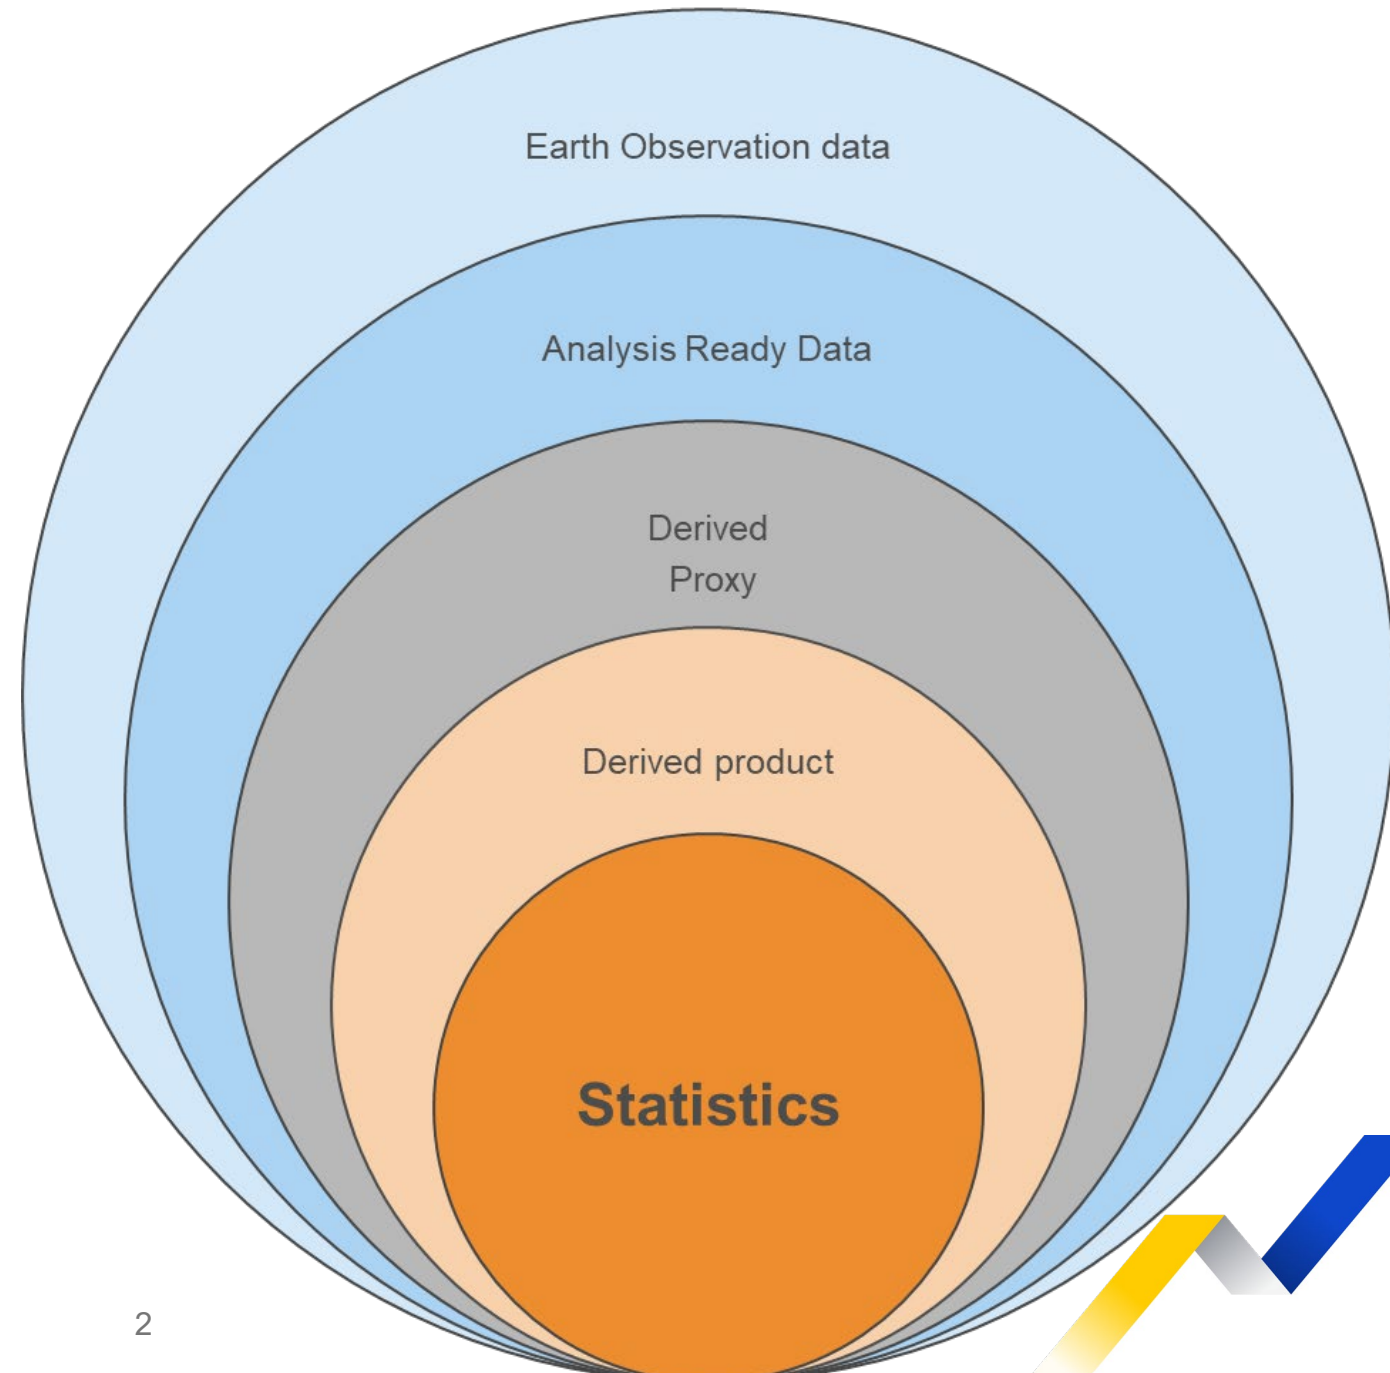 Earth Observation data
Analysis Ready Data
Derived
Proxy
Derived product
Statistics
2